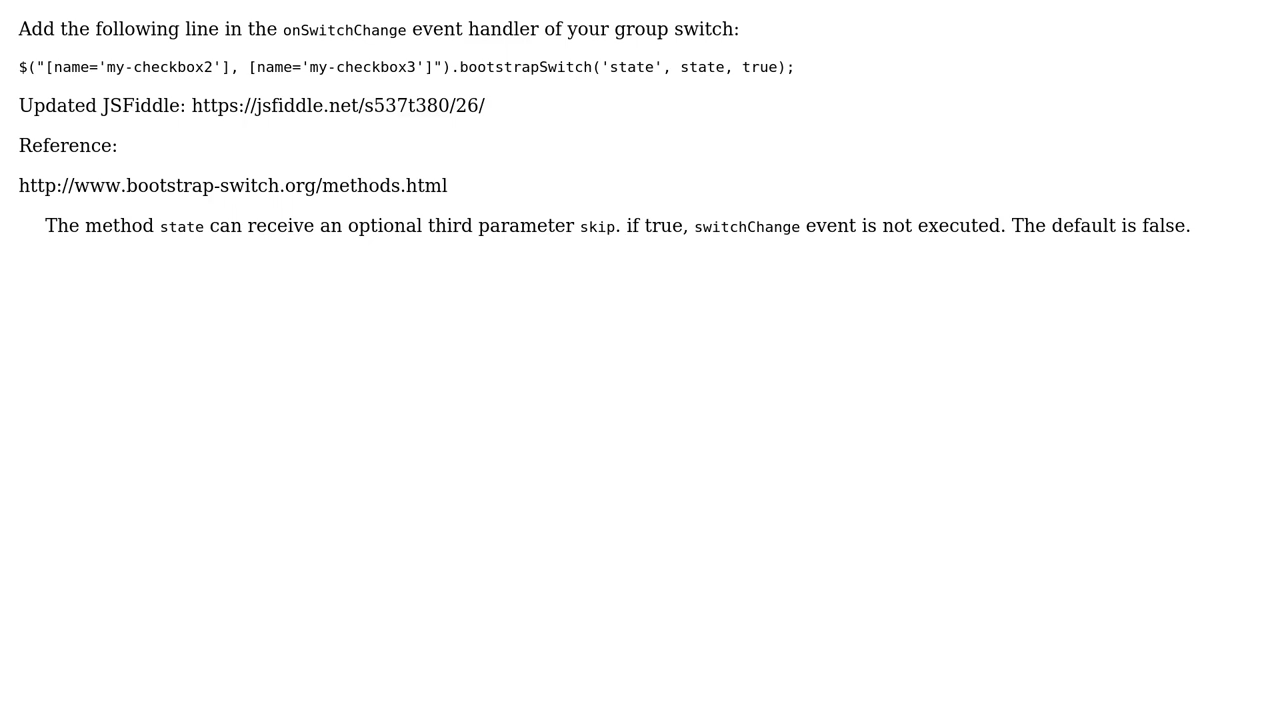 Add the following line in the onSwitchChange event handler of your group switch:
$("[name='my-checkbox2'], [name='my-checkbox3']").bootstrapSwitch('state', state, true);
Updated JSFiddle: https://jsfiddle.net/s537t380/26/
Reference:
http://www.bootstrap-switch.org/methods.html
The method state can receive an optional third parameter skip. if true, switchChange event is not executed. The default is false.